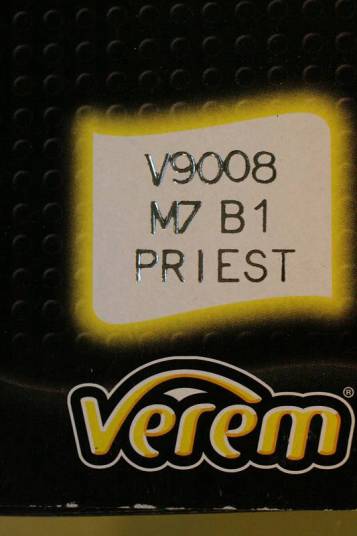 V9008
M7 B1
PRIEST
Verem®